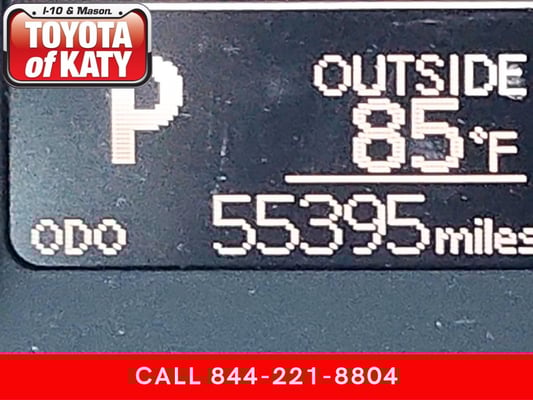 I-10 & Mason.
TOYOTA
of KATY
P
OUTSIDE
85°F
ODO 55395 miles
CALL 844-221-8804